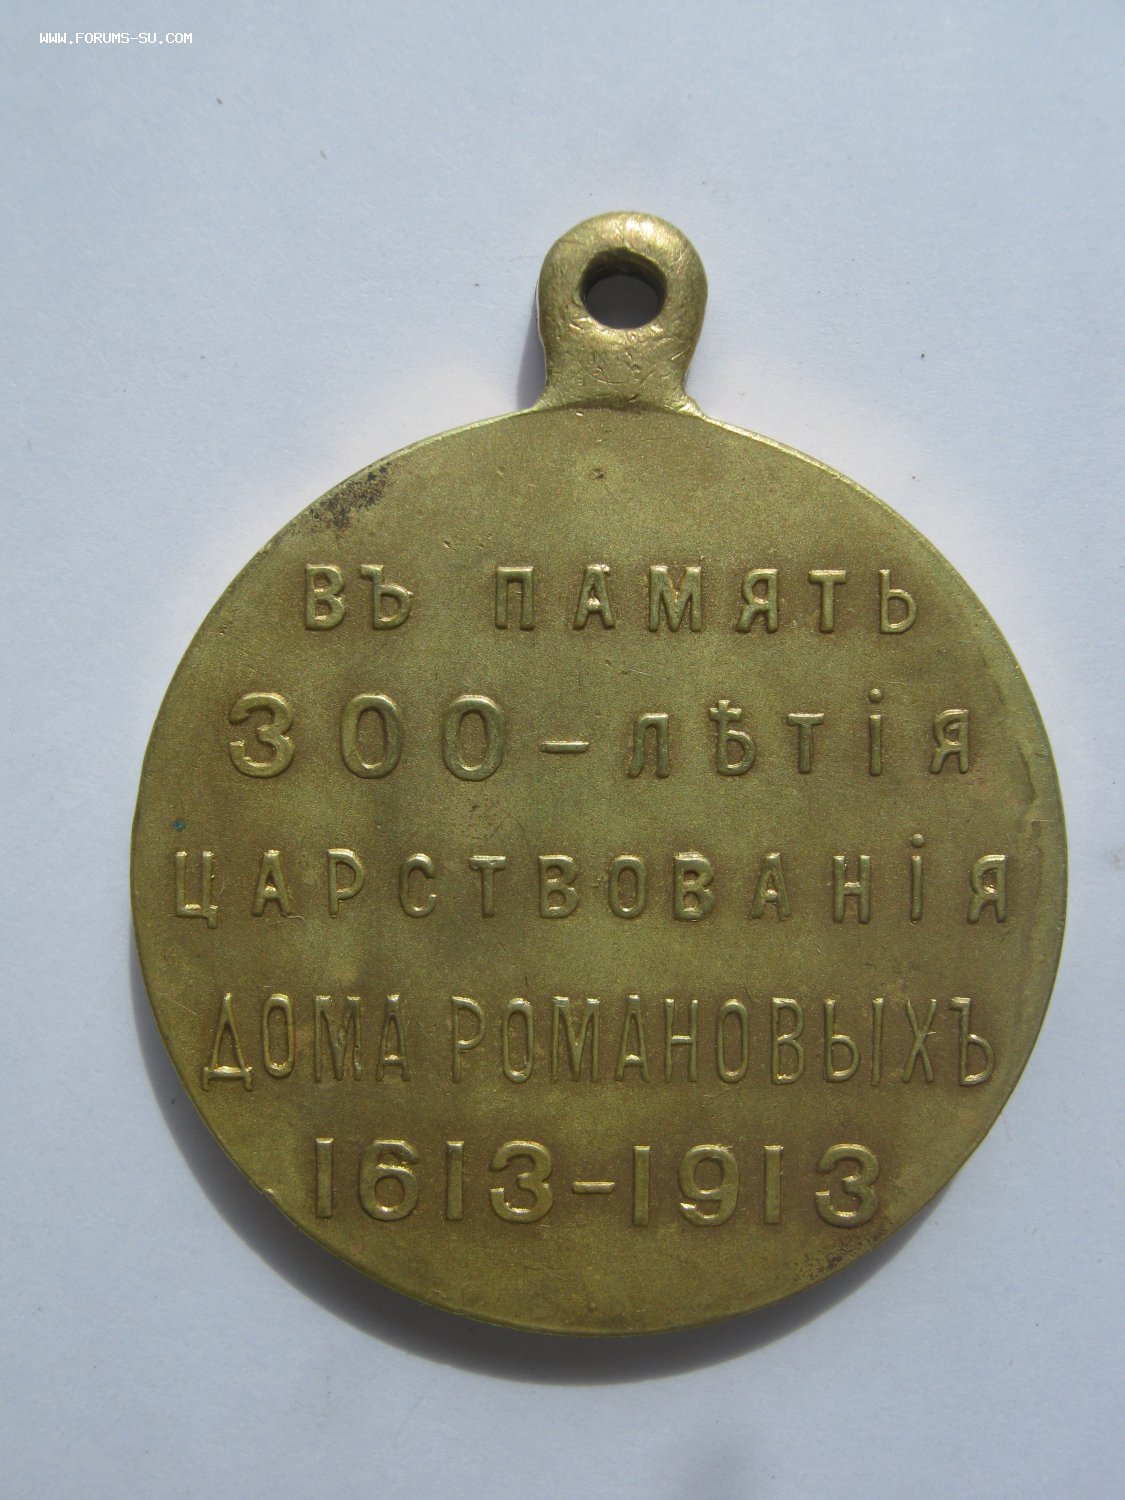 WWW.FORUMS-SU.COM
ВЪ ПАМЯТЬ
300-ЛѢТІЯ
ЦАРСТВОВАНІЯ
ДОМА РОМАНОВЫХЪ
1613-1913